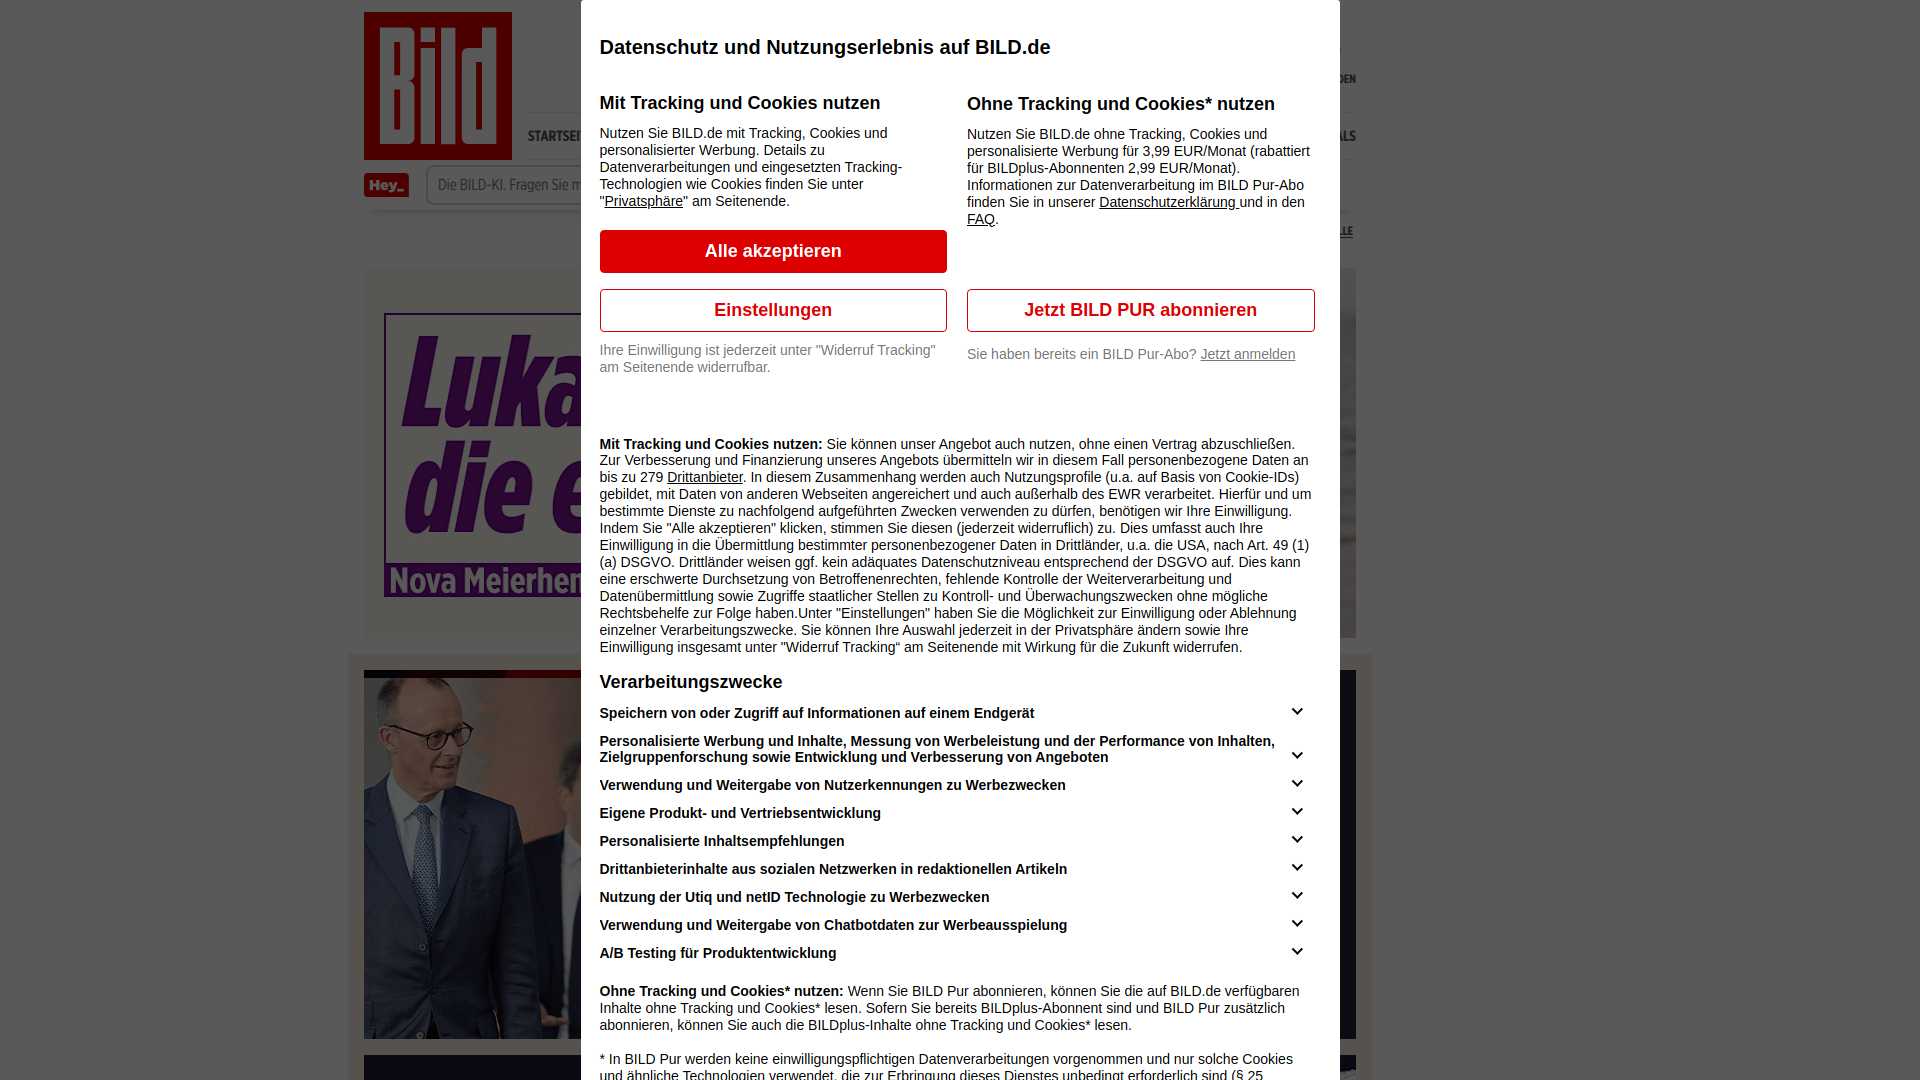 Bild
STARTSEI
Hey_
Die BILD-KI. Fragen Sie m
Luka
die e
Nova Meierhen
Datenschutz und Nutzungserlebnis auf BILD.de
Mit Tracking und Cookies nutzen
Nutzen Sie BILD.de mit Tracking, Cookies und
personalisierter Werbung. Details zu
Datenverarbeitungen und eingesetzten Tracking-
Technologien wie Cookies finden Sie unter
"Privatsphäre" am Seitenende.
Alle akzeptieren
Einstellungen
Ihre Einwilligung ist jederzeit unter "Widerruf Tracking"
am Seitenende widerrufbar.
Ohne Tracking und Cookies* nutzen
Nutzen Sie BILD.de ohne Tracking, Cookies und
personalisierte Werbung für 3,99 EUR/Monat (rabattiert
für BILDplus-Abonnenten 2,99 EUR/Monat).
Informationen zur Datenverarbeitung im BILD Pur-Abo
finden Sie in unserer Datenschutzerklärung und in den
FAQ.
Jetzt BILD PUR abonnieren
Sie haben bereits ein BILD Pur-Abo? Jetzt anmelden
Mit Tracking und Cookies nutzen: Sie können unser Angebot auch nutzen, ohne einen Vertrag abzuschließen.
Zur Verbesserung und Finanzierung unseres Angebots übermitteln wir in diesem Fall personenbezogene Daten an
bis zu 279 Drittanbieter. In diesem Zusammenhang werden auch Nutzungsprofile (u.a. auf Basis von Cookie-IDs)
gebildet, mit Daten von anderen Webseiten angereichert und auch außerhalb des EWR verarbeitet. Hierfür und um
bestimmte Dienste zu nachfolgend aufgeführten Zwecken verwenden zu dürfen, benötigen wir Ihre Einwilligung.
Indem Sie "Alle akzeptieren" klicken, stimmen Sie diesen (jederzeit widerruflich) zu. Dies umfasst auch Ihre
Einwilligung in die Übermittlung bestimmter personenbezogener Daten in Drittländer, u.a. die USA, nach Art. 49 (1)
(a) DSGVO. Drittländer weisen ggf. kein adäquates Datenschutzniveau entsprechend der DSGVO auf. Dies kann
eine erschwerte Durchsetzung von Betroffenenrechten, fehlende Kontrolle der Weiterverarbeitung und
Datenübermittlung sowie Zugriffe staatlicher Stellen zu Kontroll- und Überwachungszwecken ohne mögliche
Rechtsbehelfe zur Folge haben.Unter "Einstellungen" haben Sie die Möglichkeit zur Einwilligung oder Ablehnung
einzelner Verarbeitungszwecke. Sie können Ihre Auswahl jederzeit in der Privatsphäre ändern sowie Ihre
Einwilligung insgesamt unter "Widerruf Tracking“ am Seitenende mit Wirkung für die Zukunft widerrufen.
Verarbeitungszwecke
Speichern von oder Zugriff auf Informationen auf einem Endgerät
Personalisierte Werbung und Inhalte, Messung von Werbeleistung und der Performance von Inhalten,
Zielgruppenforschung sowie Entwicklung und Verbesserung von Angeboten
Verwendung und Weitergabe von Nutzerkennungen zu Werbezwecken
Eigene Produkt- und Vertriebsentwicklung
Personalisierte Inhaltsempfehlungen
Drittanbieterinhalte aus sozialen Netzwerken in redaktionellen Artikeln
Nutzung der Utiq und netID Technologie zu Werbezwecken
Verwendung und Weitergabe von Chatbotdaten zur Werbeausspielung
A/B Testing für Produktentwicklung
Ohne Tracking und Cookies* nutzen: Wenn Sie BILD Pur abonnieren, können Sie die auf BILD.de verfügbaren
Inhalte ohne Tracking und Cookies* lesen. Sofern Sie bereits BILDplus-Abonnent sind und BILD Pur zusätzlich
abonnieren, können Sie auch die BILDplus-Inhalte ohne Tracking und Cookies* lesen.
* In BILD Pur werden keine einwilligungspflichtigen Datenverarbeitungen vorgenommen und nur solche Cookies
und ähnliche Technologien verwendet, die zur Erbringung dieses Dienstes unbedingt erforderlich sind (§ 25